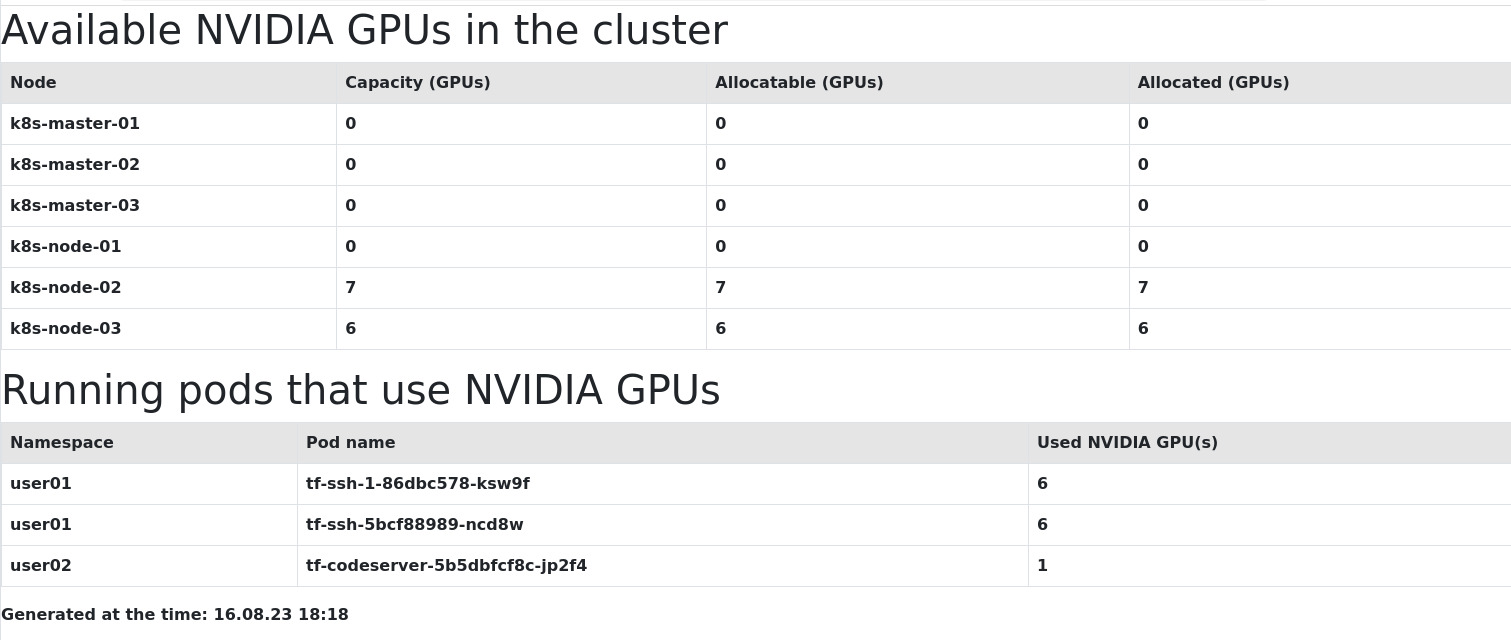 Available NVIDIA GPUs in the cluster
Node Capacity (GPUs) Allocatable (GPUs) Allocated (GPUs)
k8s-master-01 0 0 0
k8s-master-02 0 0 0
k8s-master-03 0 0 0
k8s-node-01 0 0 0
k8s-node-02 7 7 7
k8s-node-03 6 6 6
Running pods that use NVIDIA GPUs
Namespace Pod name Used NVIDIA GPU(s)
user01 tf-ssh-1-86dbc578-ksw9f 6
user01 tf-ssh-5bcf88989-ncd8w 6
user02 tf-codeserver-5b5dbfcf8c-jp2f4 1
Generated at the time: 16.08.23 18:18